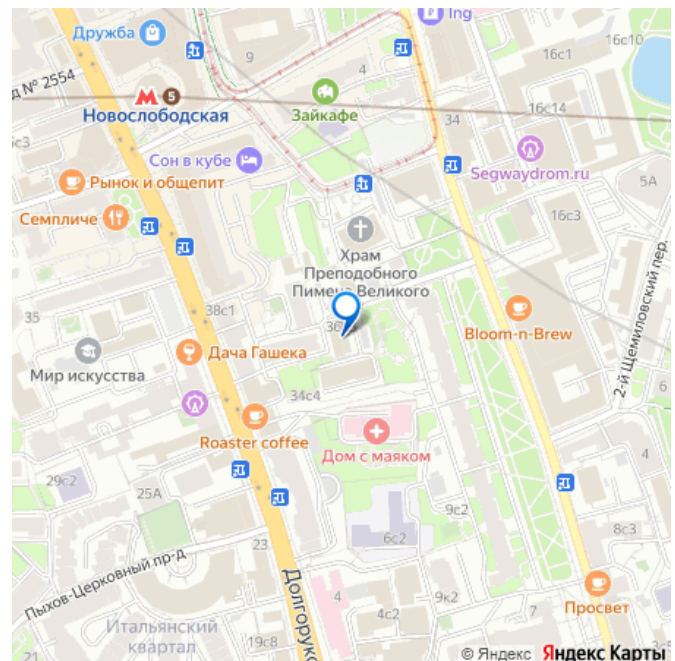 Ing
Дружба
9
4
16с1
16с10
д № 2554
М 5
Новослободская
6с3
Зайкафе
34
16с14
Сон в кубе
Segwaydrom.ru
Рынок и общепит
5А
Семпличе
16с3
Храм
Преподобного
Пимена Великого
38с1
35
2-й Щемиловский пер.
Bloom-n-Brew
Дача Гашека
Мир искусства
6
34с4
Roaster coffee
Дом с маяком
4
29с2
25А
9с2
8с3
23
6с2
Пыхов-Церковный пр-д
Долгорукс
4
4с2
9к2
7
Просвет
Итальянский
квартал
21
19с8
© Яндекс Яндекс Карты